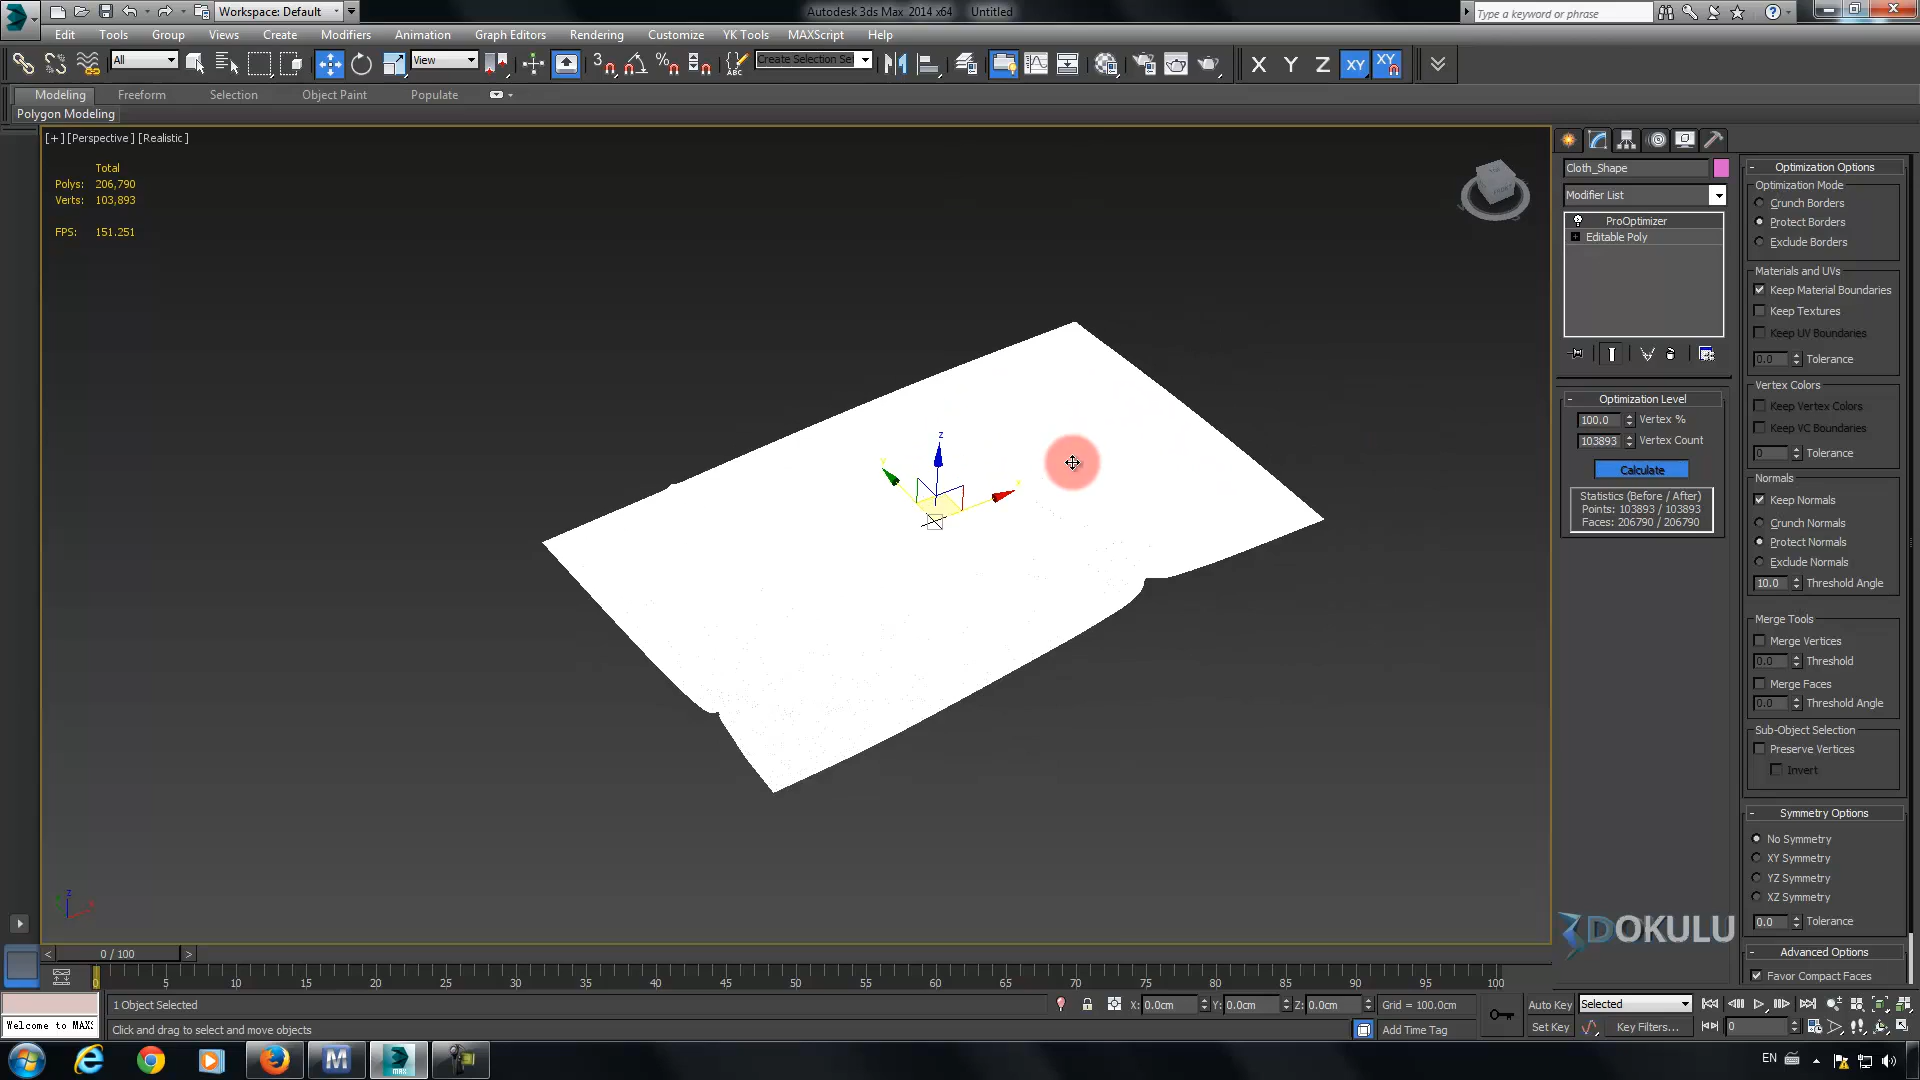 Workspace: Default
Autodesk 3ds Max 2014 x64
Untitled
Type a keyword or phrase
Edit
Tools
Group
Views
Create
Modifiers
Animation
Graph Editors
Rendering
Customize
YK Tools
MAXScript
Help
All
View
Create Selection Se
X
Y
Z
XY
XY
Modeling
Freeform
Selection
Object Paint
Populate
Polygon Modeling
[+] [Perspective] [Realistic]
Total
Polys: 206,790
Verts: 103,893
FPS: 151.251
z
Cloth_Shape
Modifier List
ProOptimizer
Editable Poly
Optimization Level
100.0 Vertex %
103893 Vertex Count
Calculate
Statistics (Before / After)
Points: 103893 / 103893
Faces: 206790 / 206790
Optimization Options
Optimization Mode
Crunch Borders
Protect Borders
Exclude Borders
Materials and UVs
Keep Material Boundaries
Keep Textures
Keep UV Boundaries
0.0 Tolerance
Vertex Colors
Keep Vertex Colors
Keep VC Boundaries
0 Tolerance
Normals
Keep Normals
Crunch Normals
Protect Normals
Exclude Normals
10.0 Threshold Angle
Merge Tools
Merge Vertices
0.0 Threshold
Merge Faces
0.0 Threshold Angle
Sub-Object Selection
Preserve Vertices
Invert
Symmetry Options
No Symmetry
XY Symmetry
YZ Symmetry
XZ Symmetry
0.0 Tolerance
Advanced Options
Favor Compact Faces
3DOKULU
z
< 0 / 100 >
0 5 10 15 20 25 30 35 40 45 50 55 60 65 70 75 80 85 90 95 100
1 Object Selected
X: 0.0cm Y: 0.0cm Z: 0.0cm
Grid = 100.0cm
Auto Key
Selected
Welcome to MAXS
Click and drag to select and move objects
Add Time Tag
Set Key
Key Filters...
0
EN